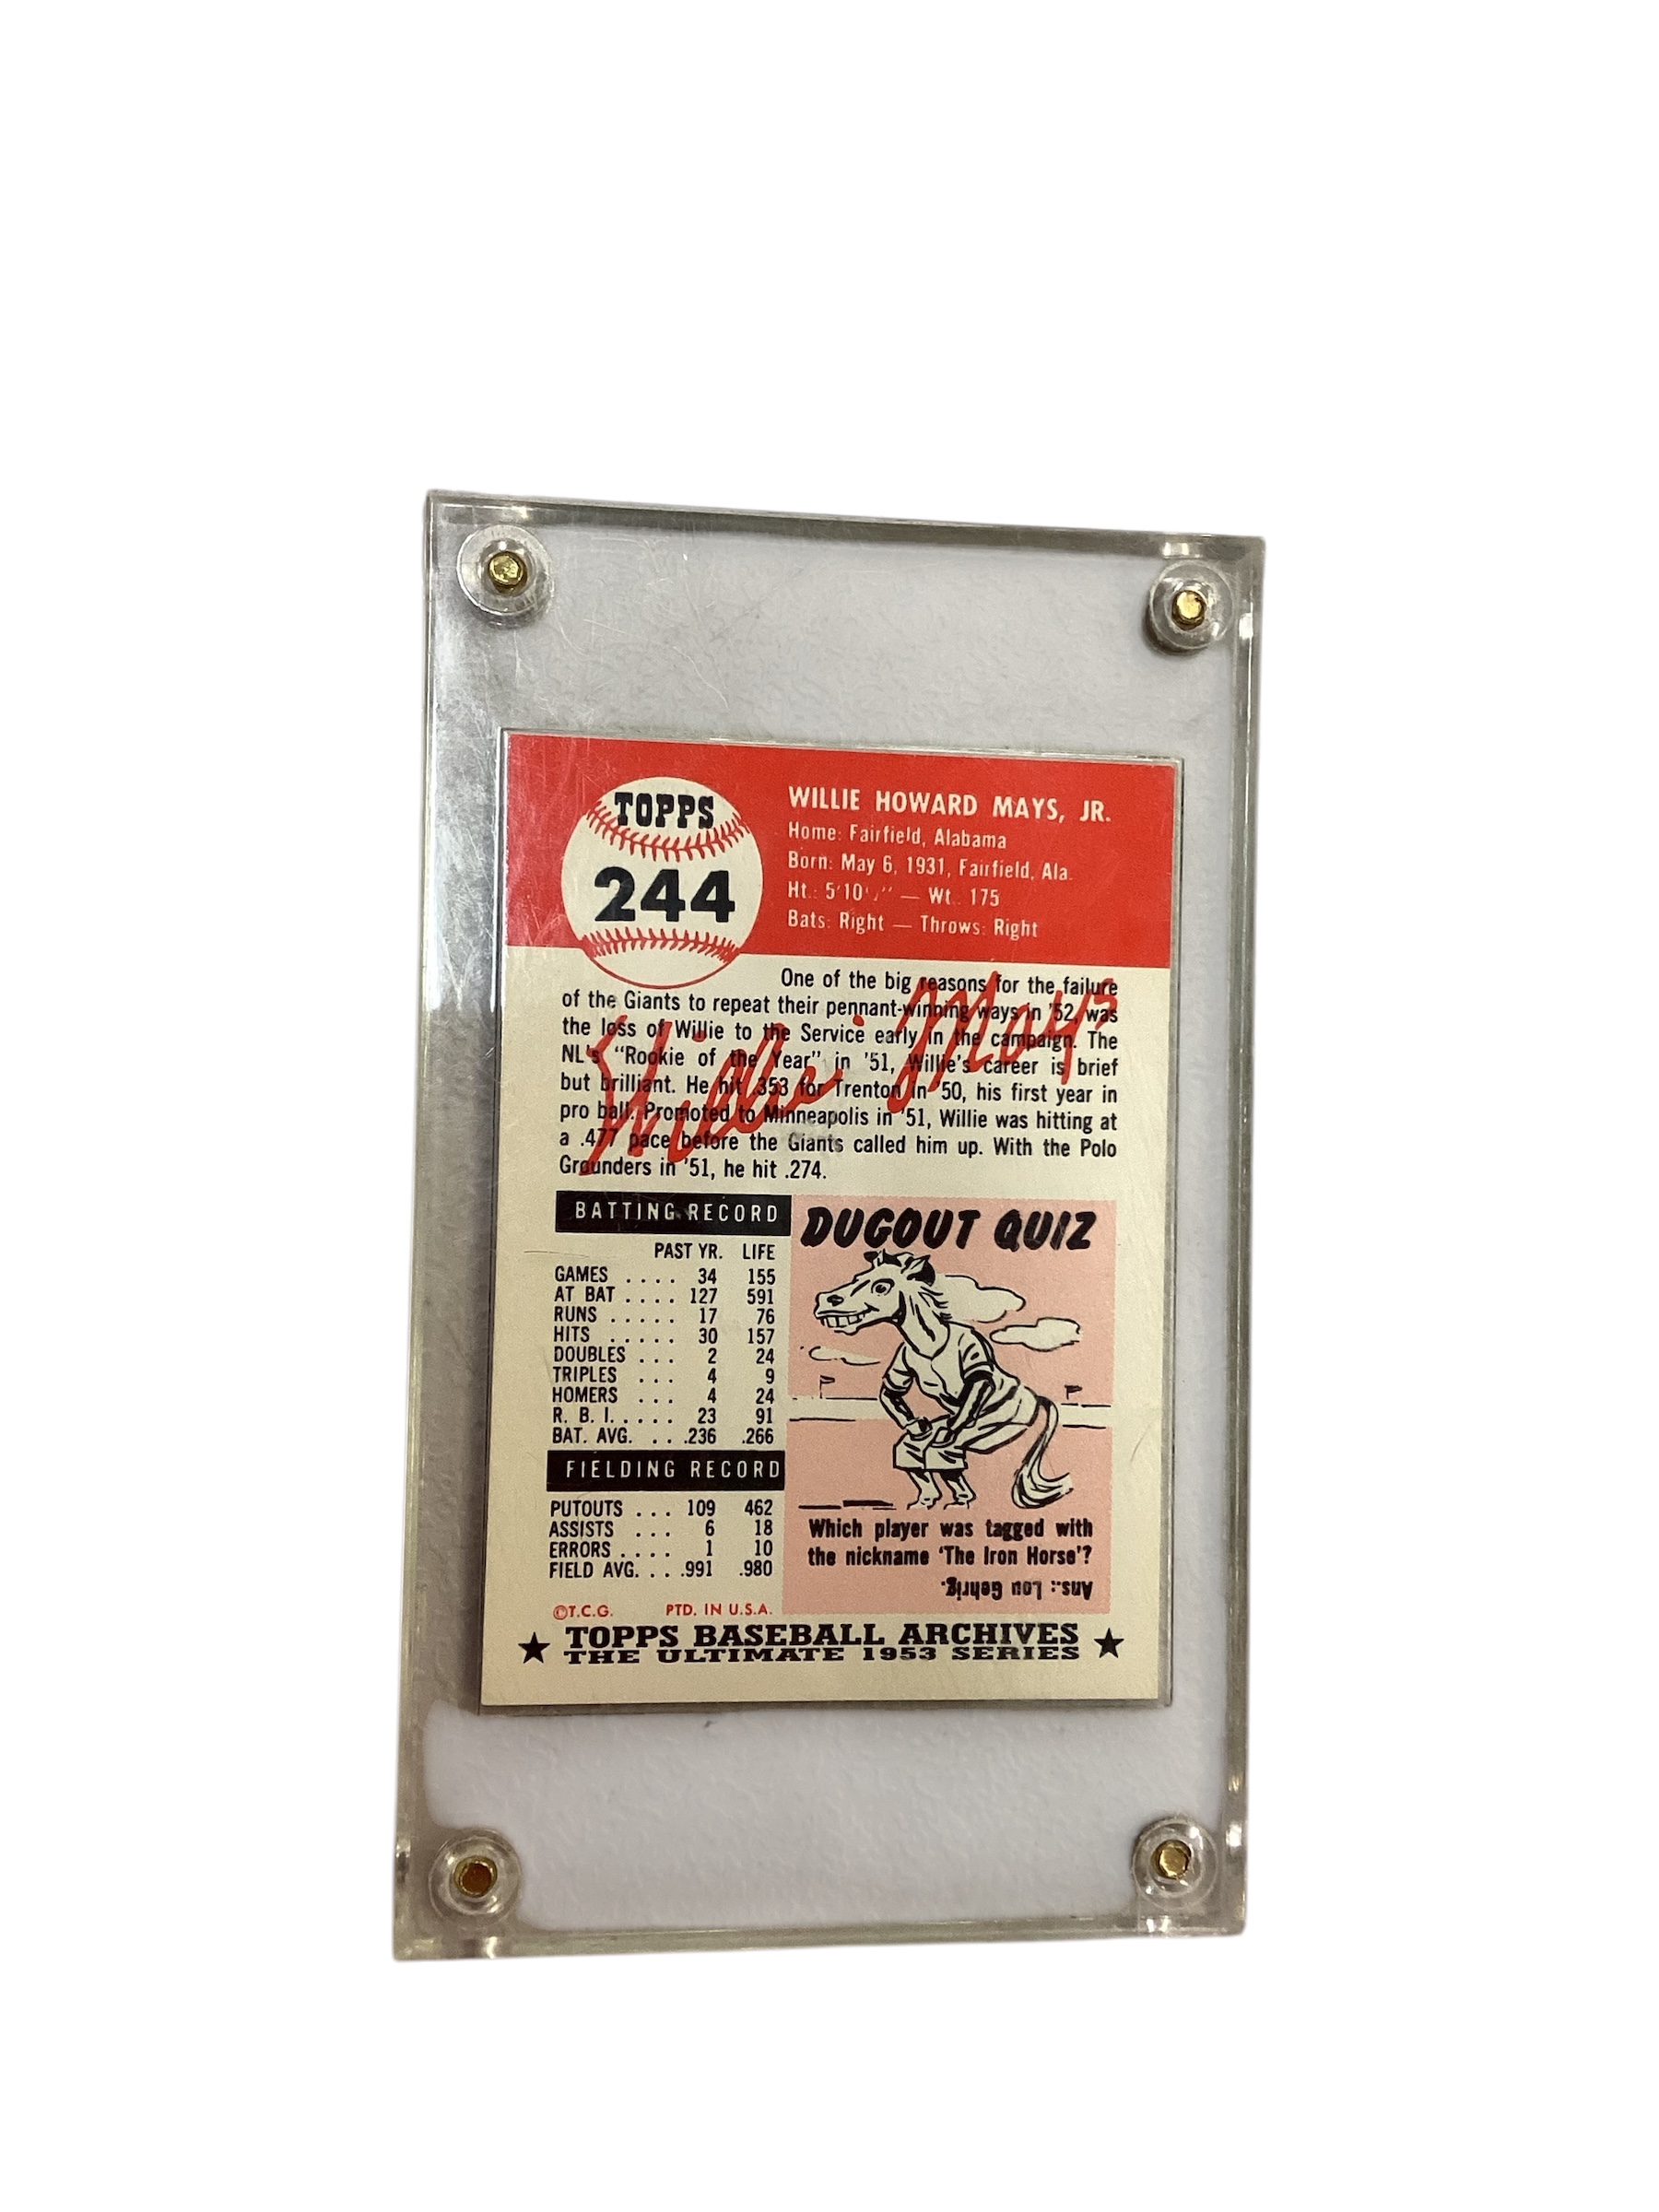 TOPPS
244
WILLIE HOWARD MAYS, JR.
Home: Fairfield, Alabama
Born: May 6, 1931, Fairfield, Ala.
Ht.: 5'10 — Wt.: 175
Bats: Right — Throws: Right
One of the big reasons for the failure
of the Giants to repeat their pennant-winning ways in '52, was
the loss of Willie to the Service early in the campaign. The
NL's "Rookie of the Year" in '51, Willie's career is brief
but brilliant. He hit .353 for Trenton in '50, his first year in
pro ball. Promoted to Minneapolis in '51, Willie was hitting at
a .477 pace before the Giants called him up. With the Polo
Grounders in '51, he hit .274.
Willie Mays
BATTING RECORD
PAST YR. LIFE
GAMES .... 34 155
AT BAT .... 127 591
RUNS ..... 17 76
HITS ..... 30 157
DOUBLES ... 2 24
TRIPLES ... 4 9
HOMERS ... 4 24
R. B. I. .... 23 91
BAT. AVG. .. .236 .266
FIELDING RECORD
PUTOUTS ... 109 462
ASSISTS ... 6 18
ERRORS .... 1 10
FIELD AVG. .. .991 .980
©T.C.G. PTD. IN U.S.A.
DUGOUT QUIZ
Which player was tagged with
the nickname 'The Iron Horse'?
Ans.: Lou Gehrig.
★ TOPPS BASEBALL ARCHIVES ★
THE ULTIMATE 1953 SERIES